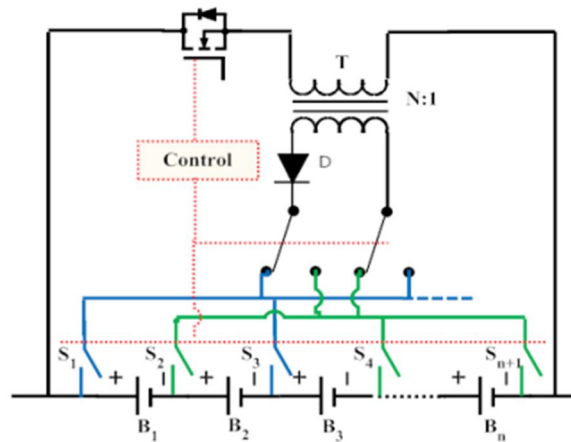 T
N:1
Control
D
S1 S2 S3 S4 Sn+1
+ - + - + - + -
B1 B2 B3 Bn